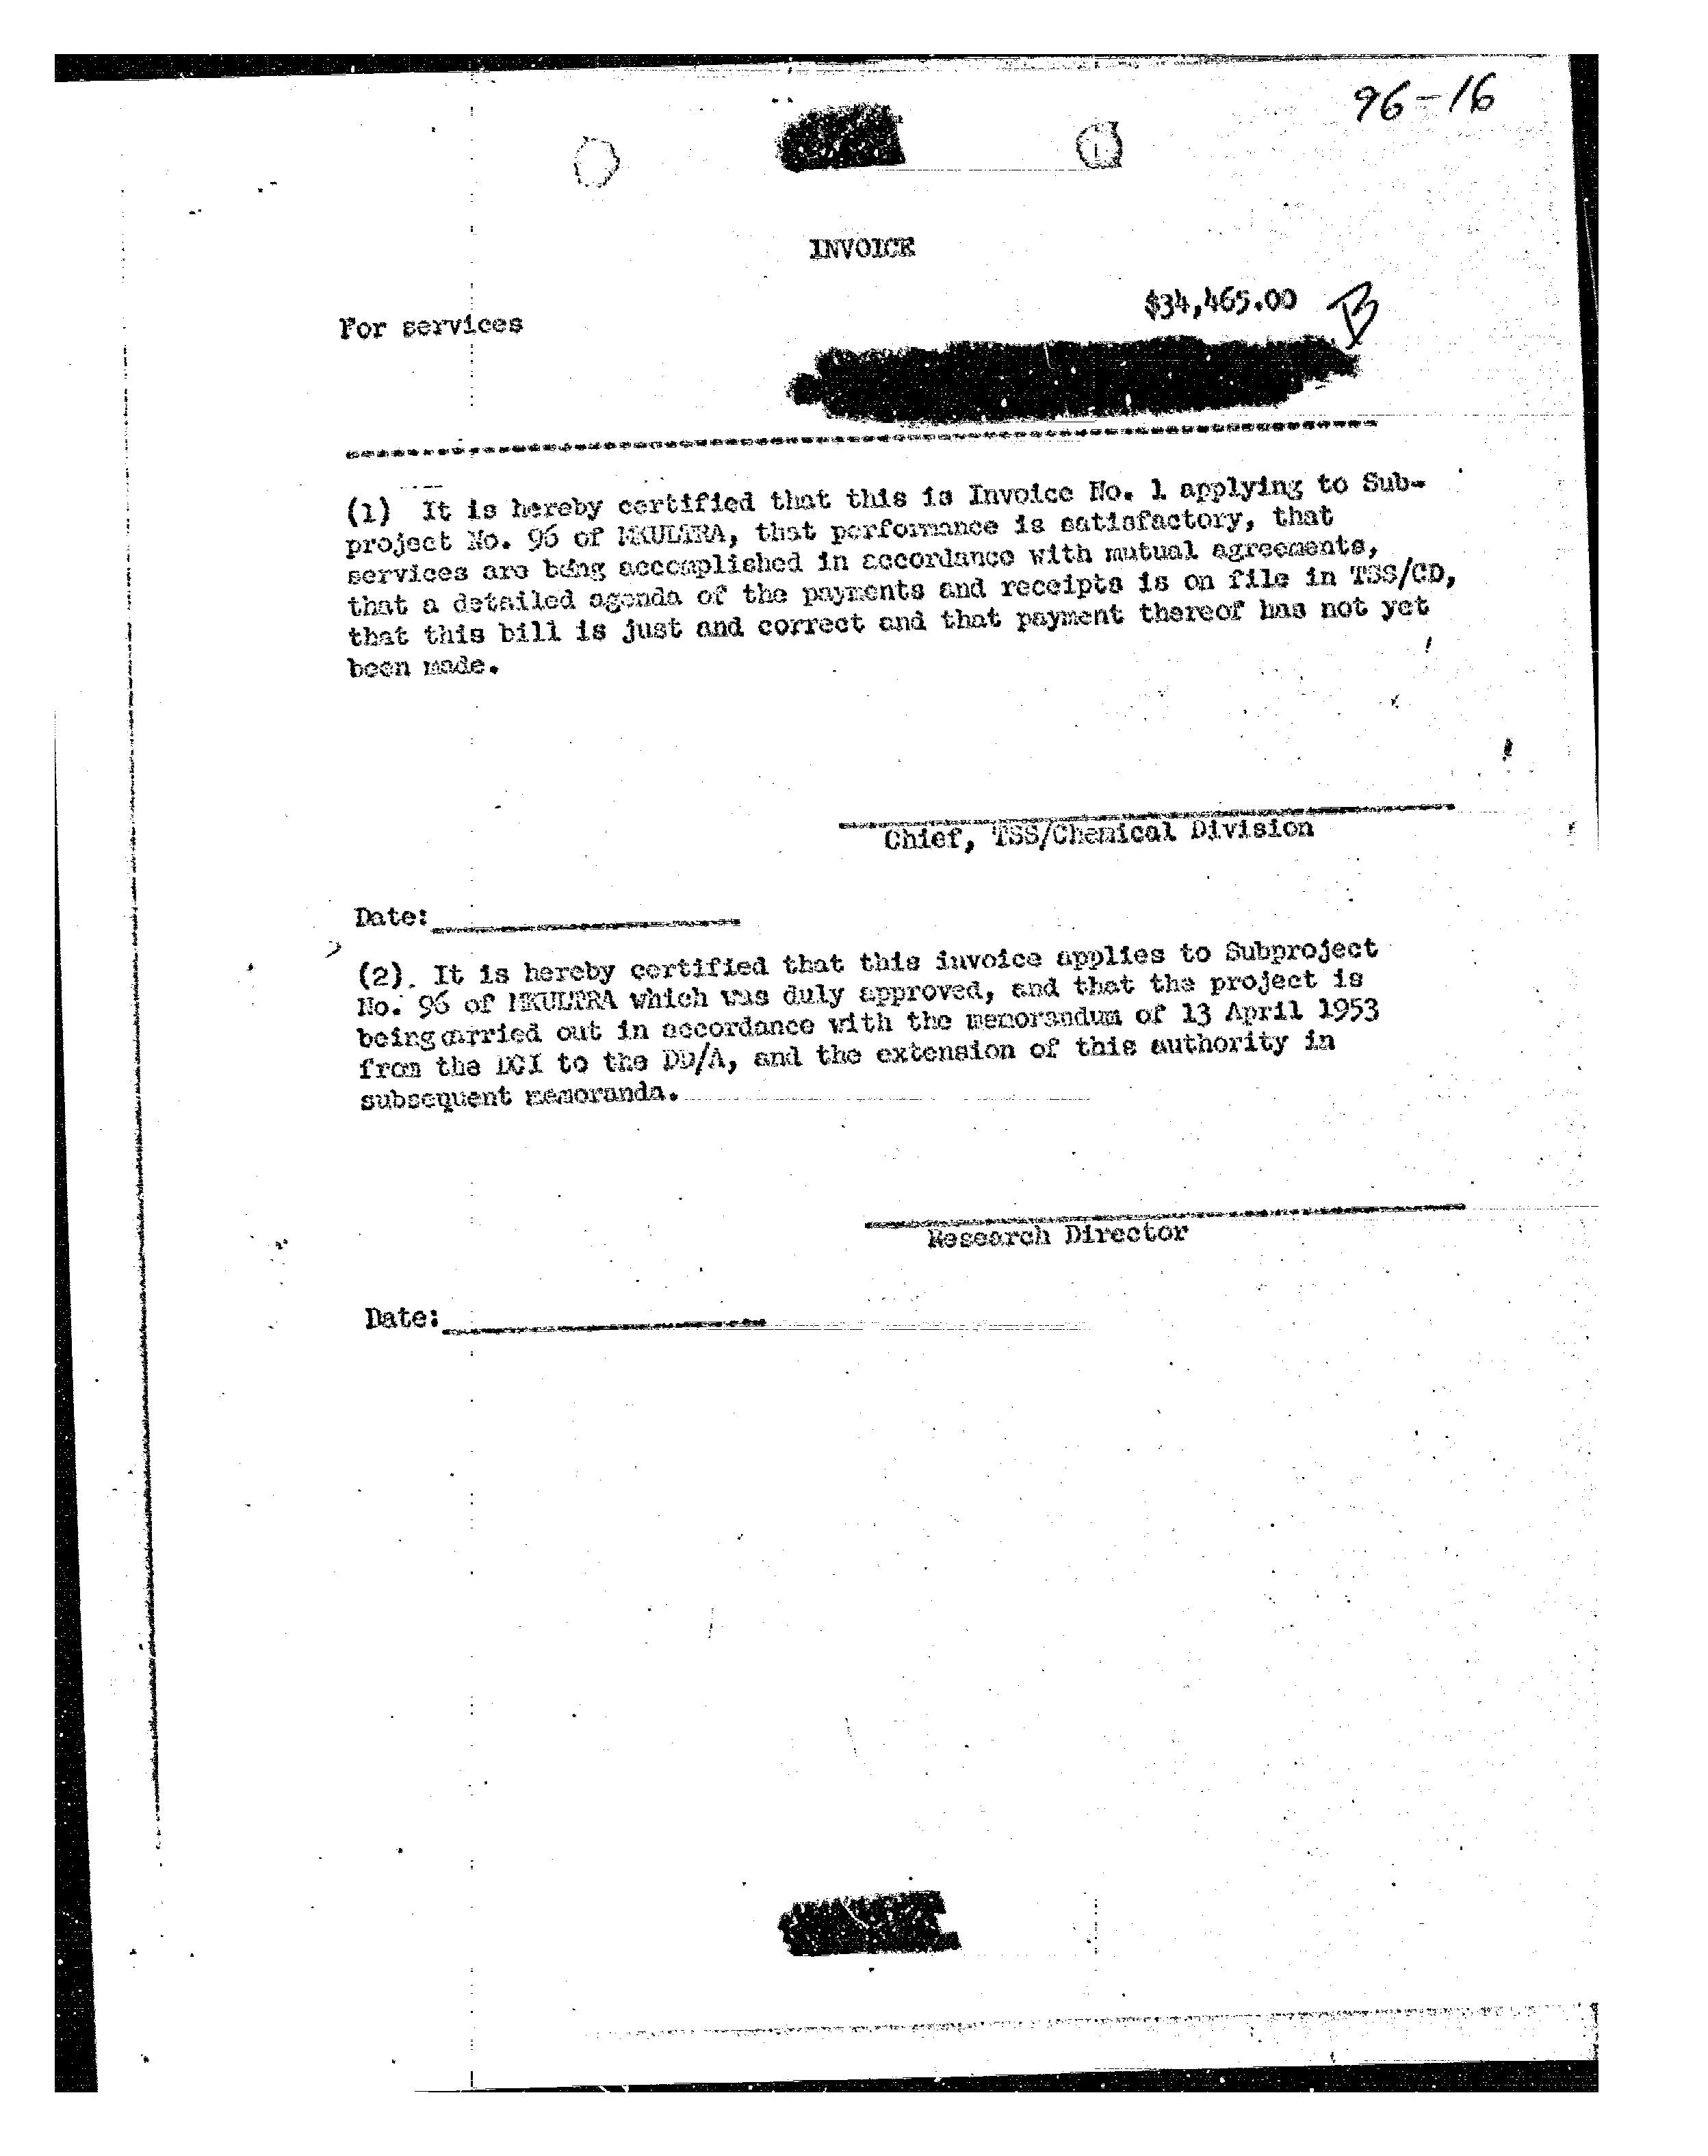 96-16
INVOICE
$34,465.00 B
For services
(1) It is hereby certified that this is Invoice No. 1 applying to Sub-
project No. 96 of MKULTRA, that performance is satisfactory, that
services are being acccmplished in accordance with mutual agreements,
that a detailed agenda of the payments and receipts is on file in TSS/CD,
that this bill is just and correct and that payment thereof has not yet
been made.
Chief, TSS/Chemical Division
Date:
(2). It is hereby certified that this invoice applies to Subproject
No. 96 of MKULTRA which was duly approved, and that the project is
being carried out in accordance with the memorandum of 13 April 1953
from the DCI to the DD/A, and the extension of this authority in
subsequent memoranda.
Research Director
Date: